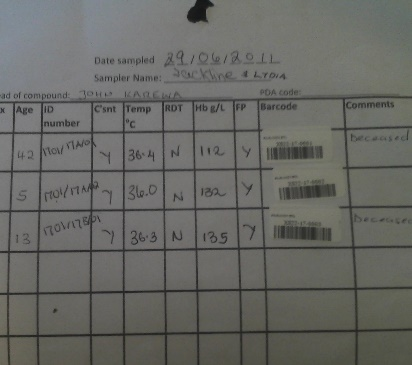 Date sampled 29/06/2011
Sampler Name: Jackline & LYDIA
ead of compound: JOHN KAREWA PDA code:
x Age ID number C'snt Temp °C RDT Hb g/L FP Barcode Comments
42 Y 36.4 N 112 Y Deceased
5 Y 36.0 N 132 Y
13 Y 36.3 N 135 Y Deceased